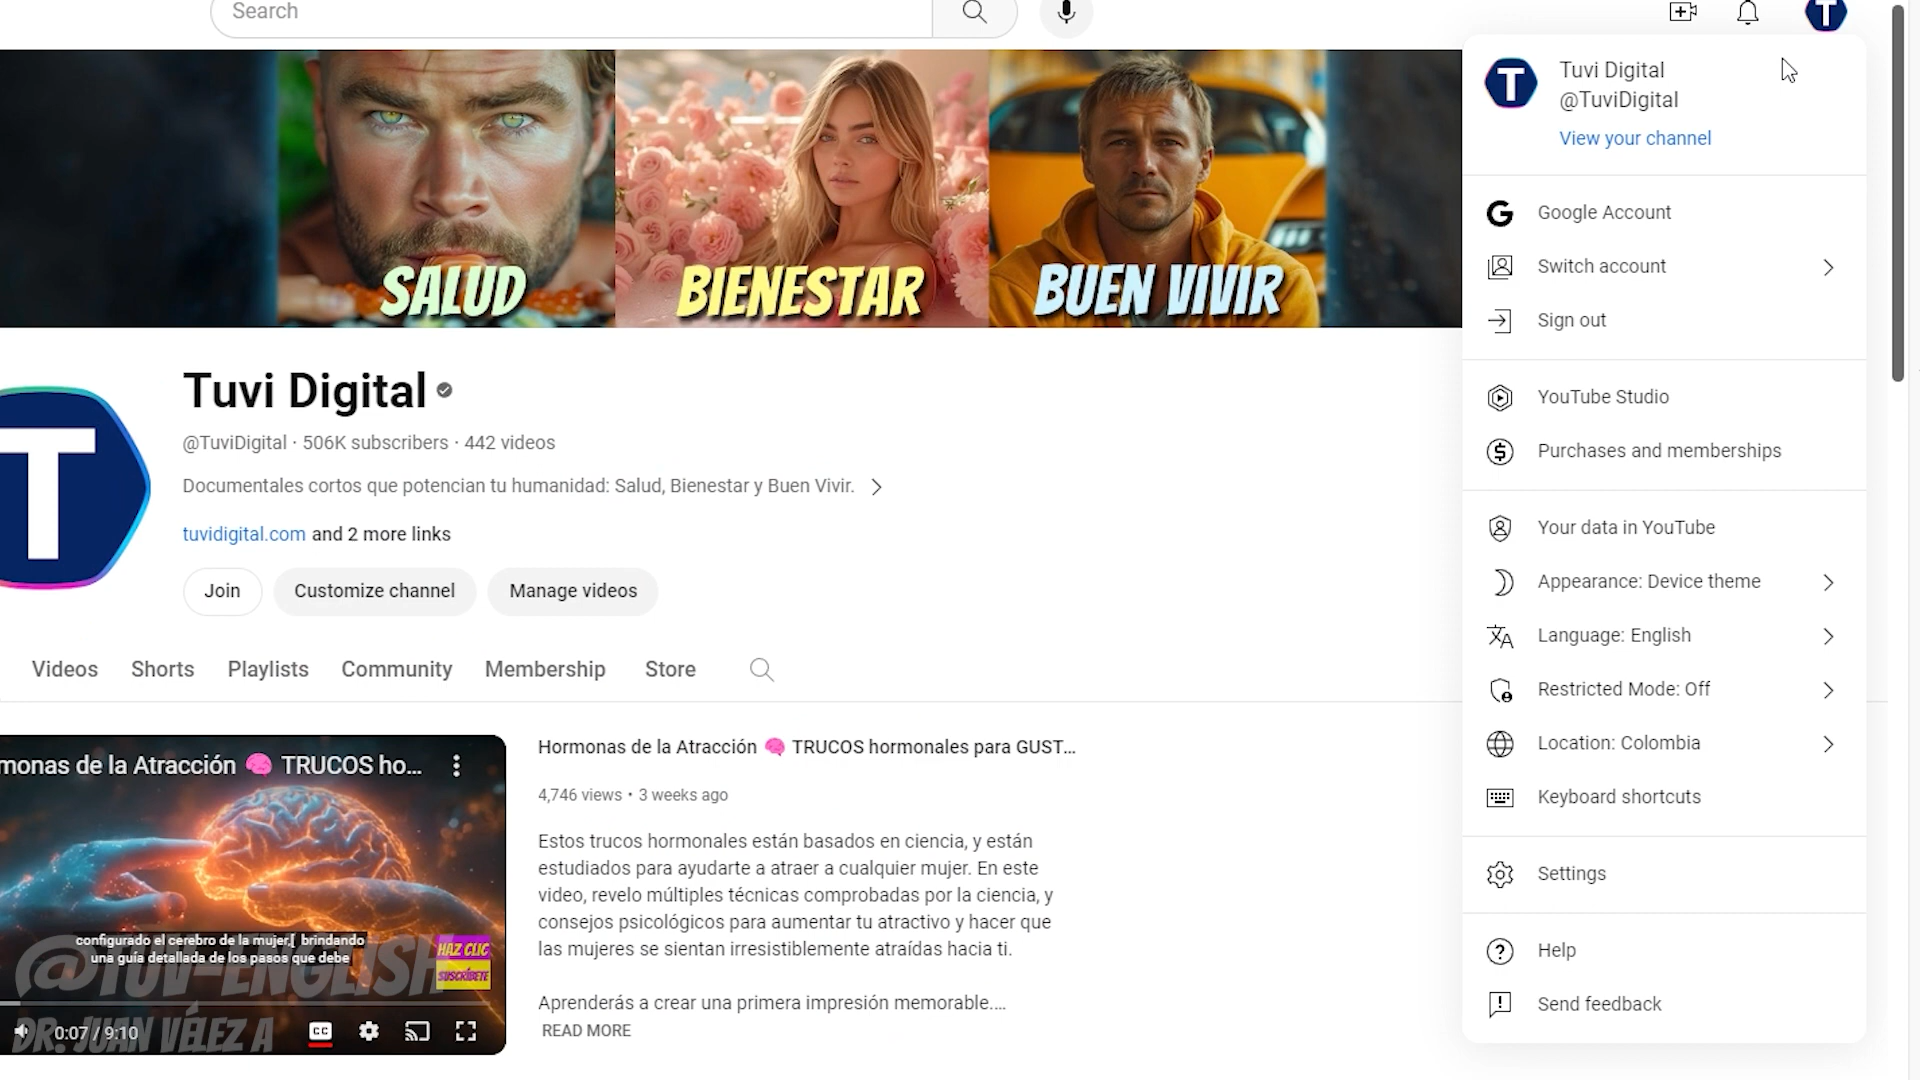 Search
T
SALUD
BIENESTAR
BUEN VIVIR
T
Tuvi Digital
@TuviDigital · 506K subscribers · 442 videos
Documentales cortos que potencian tu humanidad: Salud, Bienestar y Buen Vivir.
tuvidigital.com and 2 more links
Join
Customize channel
Manage videos
Videos
Shorts
Playlists
Community
Membership
Store
monas de la Atracción 🧠 TRUCOS ho...
configurado el cerebro de la mujer,[ brindando
una guía detallada de los pasos que debe
HAZ CLIC
SUSCRÍBETE
@TUV-ENGLISH
DR. JUAN VÉLEZ A
0:07 / 9:10
CC
Hormonas de la Atracción 🧠 TRUCOS hormonales para GUST...
4,746 views • 3 weeks ago
Estos trucos hormonales están basados en ciencia, y están
estudiados para ayudarte a atraer a cualquier mujer. En este
video, revelo múltiples técnicas comprobadas por la ciencia, y
consejos psicológicos para aumentar tu atractivo y hacer que
las mujeres se sientan irresistiblemente atraídas hacia ti.
Aprenderás a crear una primera impresión memorable....
READ MORE
T
Tuvi Digital
@TuviDigital
View your channel
Google Account
Switch account
Sign out
YouTube Studio
Purchases and memberships
Your data in YouTube
Appearance: Device theme
Language: English
Restricted Mode: Off
Location: Colombia
Keyboard shortcuts
Settings
Help
Send feedback